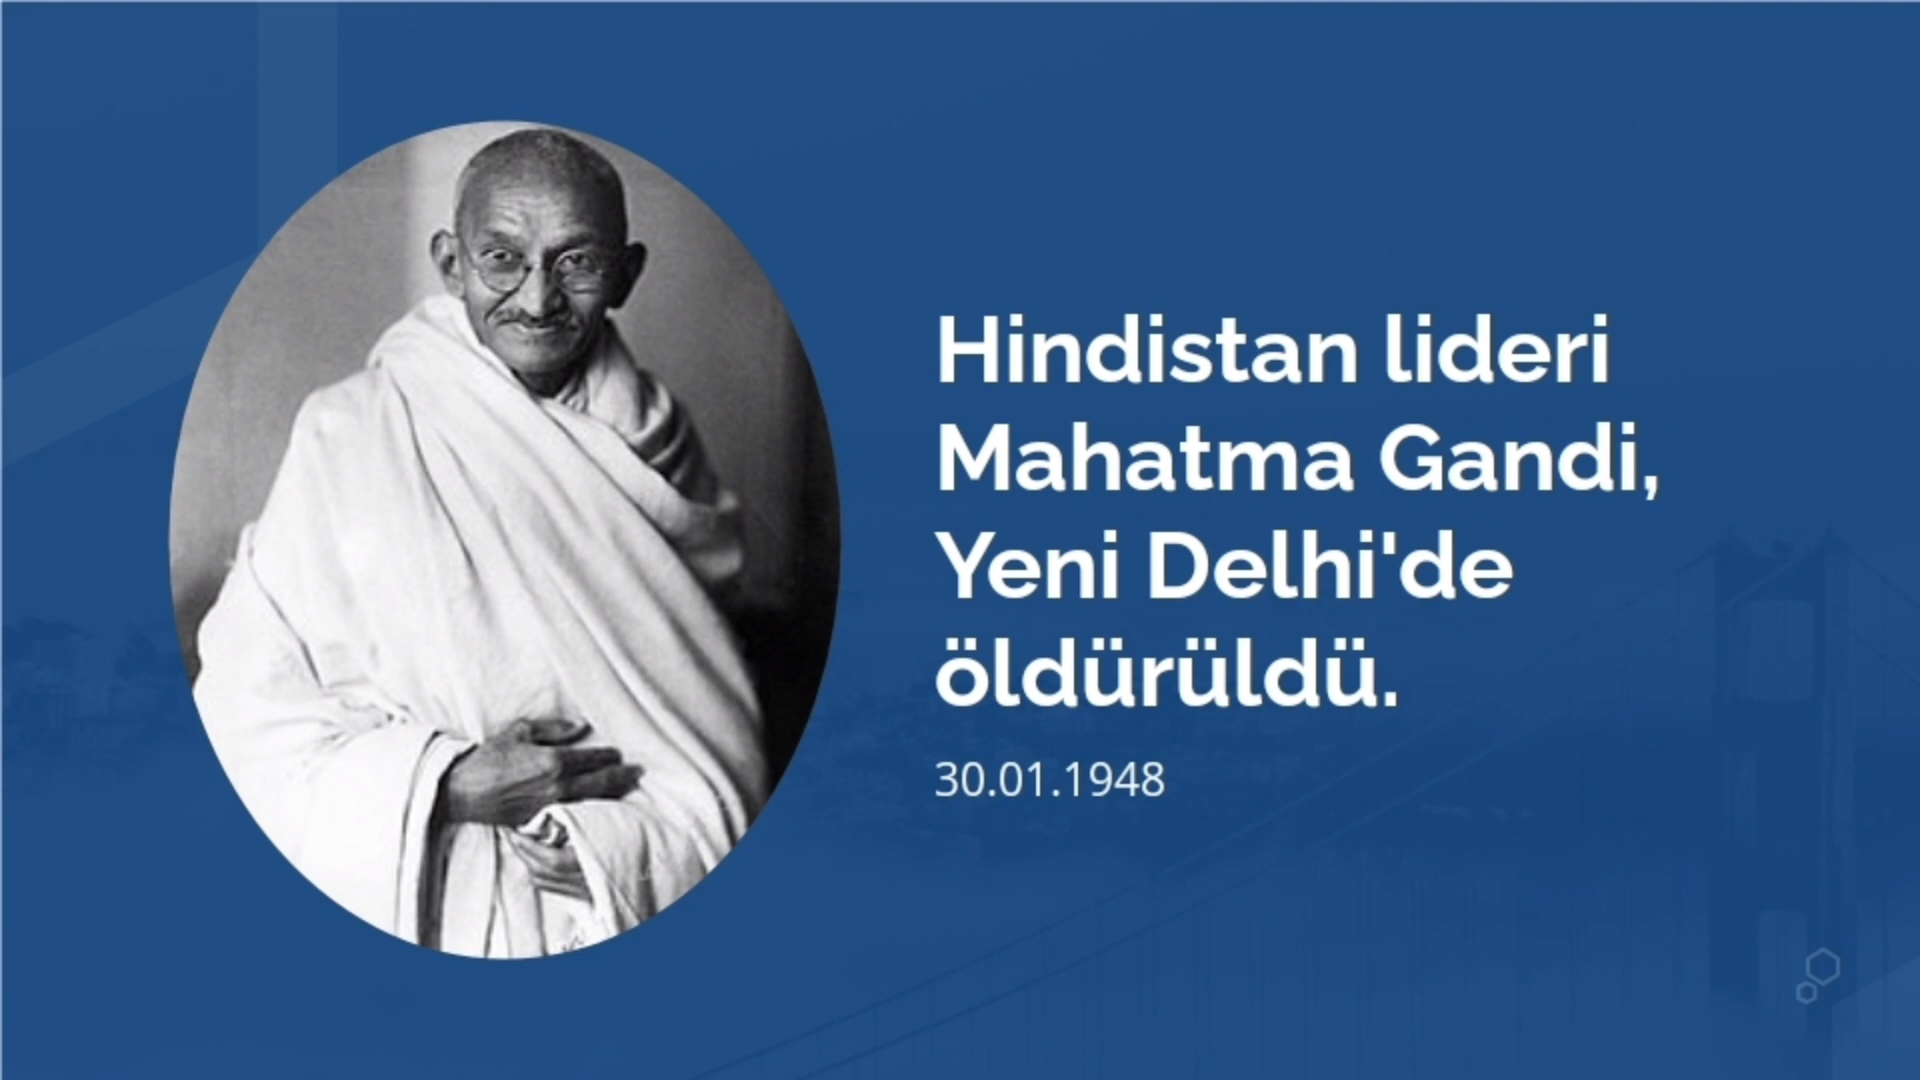 Hindistan lideri
Mahatma Gandi,
Yeni Delhi'de
öldürüldü.
30.01.1948